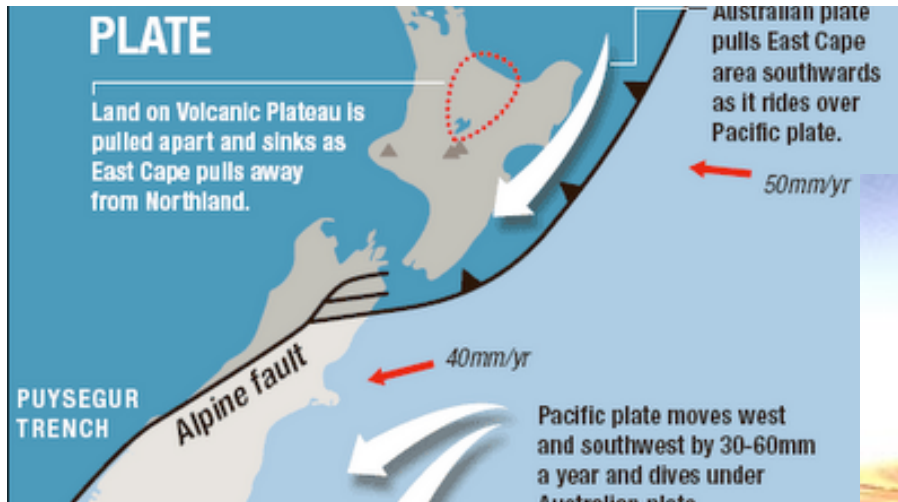 PLATE
Land on Volcanic Plateau is
pulled apart and sinks as
East Cape pulls away
from Northland.
Australian plate
pulls East Cape
area southwards
as it rides over
Pacific plate.
50mm/yr
40mm/yr
Alpine fault
PUYSEGUR
TRENCH
Pacific plate moves west
and southwest by 30-60mm
a year and dives under
Australian plate